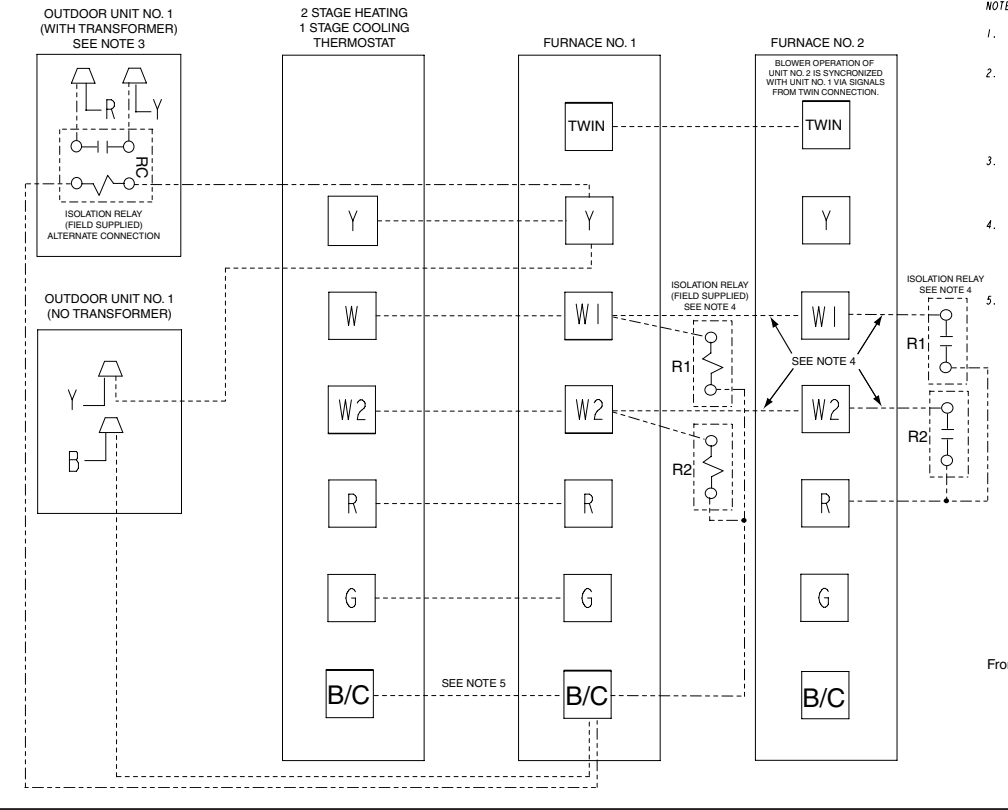 OUTDOOR UNIT NO. 1
(WITH TRANSFORMER)
SEE NOTE 3
R
Y
RC
ISOLATION RELAY
(FIELD SUPPLIED)
ALTERNATE CONNECTION
OUTDOOR UNIT NO. 1
(NO TRANSFORMER)
Y
B
2 STAGE HEATING
1 STAGE COOLING
THERMOSTAT
Y
W
W2
R
G
B/C
SEE NOTE 5
FURNACE NO. 1
TWIN
Y
W1
W2
R
G
B/C
ISOLATION RELAY
(FIELD SUPPLIED)
SEE NOTE 4
R1
R2
FURNACE NO. 2
BLOWER OPERATION OF
UNIT NO. 2 IS SYNCRONIZED
WITH UNIT NO. 1 VIA SIGNALS
FROM TWIN CONNECTION.
TWIN
Y
W1
SEE NOTE 4
W2
R
G
B/C
ISOLATION RELAY
SEE NOTE 4
R1
R2
NOTE
1.
2.
3.
4.
5.